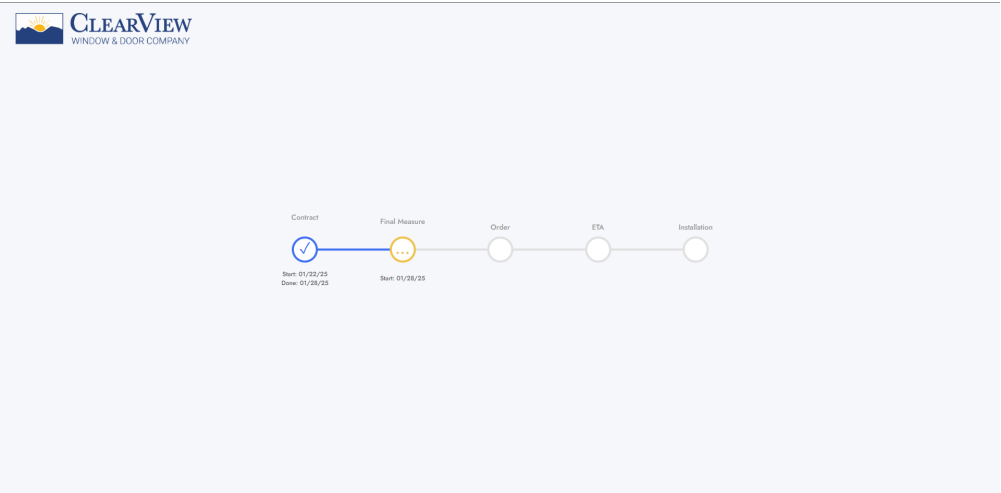 CLEARVIEW
WINDOW & DOOR COMPANY
Contract
Final Measure
Order
ETA
Installation
Start: 01/22/25
Done: 01/28/25
Start: 01/28/25